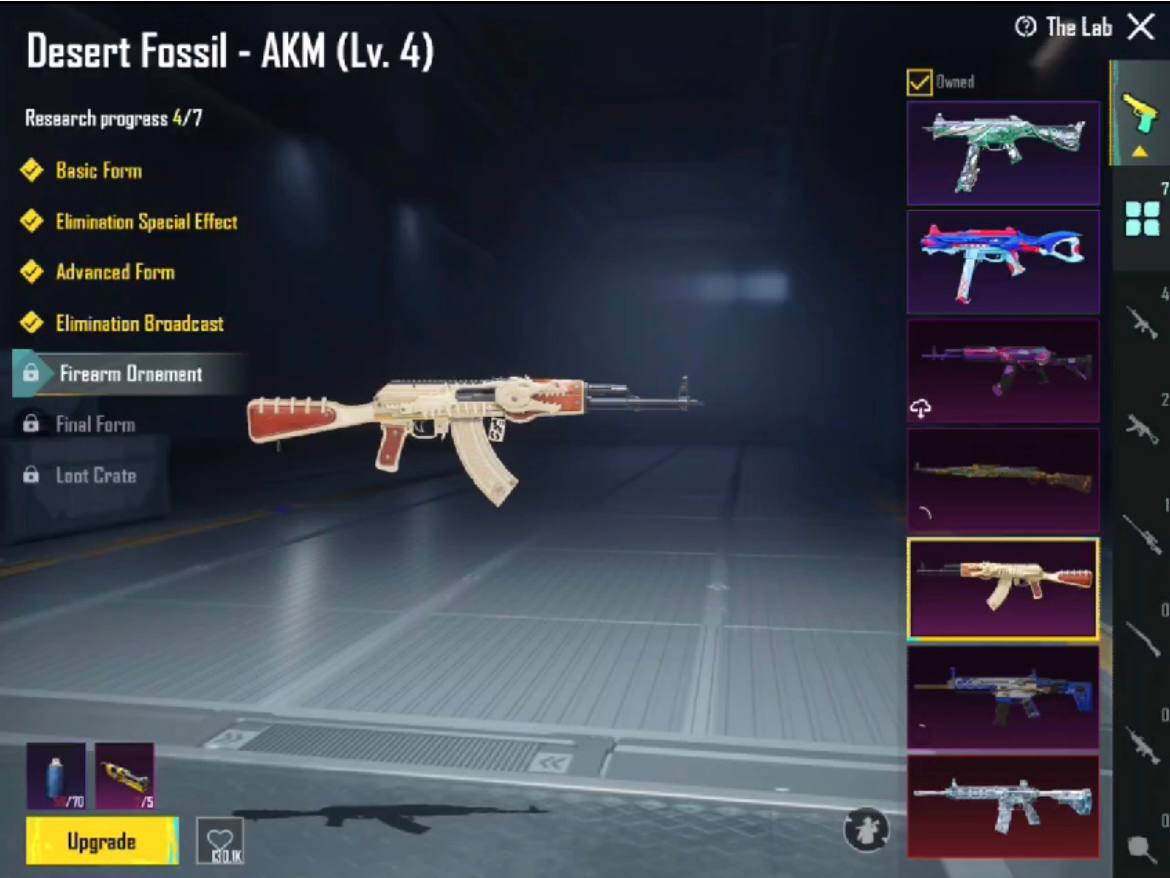 Desert Fossil - AKM (Lv. 4)
The Lab
Research progress 4/7
Owned
Basic Form
Elimination Special Effect
Advanced Form
Elimination Broadcast
Firearm Ornament
Final Form
Loot Crate
7
4
2
1
0
0
0
/70
/5
Upgrade
130.1K